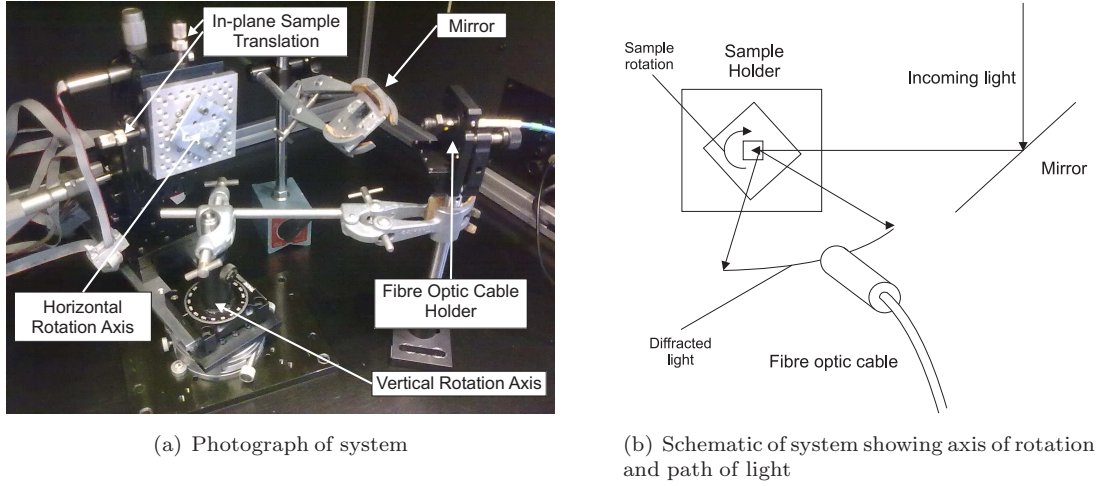 In-plane Sample
Translation
Mirror
Horizontal
Rotation Axis
Fibre Optic Cable
Holder
Vertical Rotation Axis
(a) Photograph of system
Sample
rotation
Sample
Holder
Incoming light
Mirror
Diffracted
light
Fibre optic cable
(b) Schematic of system showing axis of rotation
and path of light